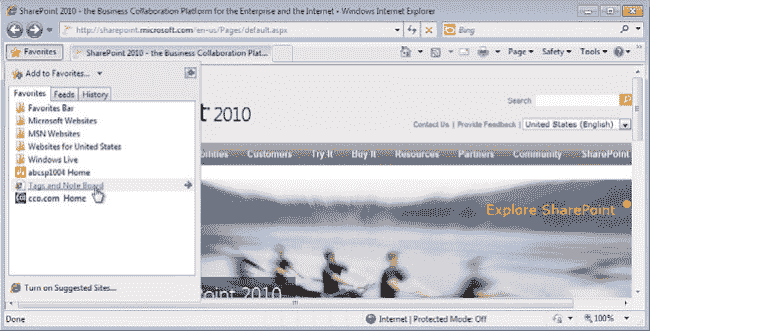 SharePoint 2010 - the Business Collaboration Platform for the Enterprise and the Internet - Windows Internet Explorer
http://sharepoint.microsoft.com/en-us/Pages/default.aspx
Bing
Favorites
SharePoint 2010 - the Business Collaboration Plat...
Page
Safety
Tools
Add to Favorites...
Favorites Feeds History
Favorites Bar
Microsoft Websites
MSN Websites
Websites for United States
Windows Live
abcsp1004 Home
Tags and Note Board
cco.com Home
Turn on Suggested Sites...
t 2010
Search
Contact Us | Provide Feedback | United States (English)
bilities Customers Try It Buy It Resources Partners Community SharePoint
Explore SharePoint
Point 2010
Done
Internet | Protected Mode: Off
100%